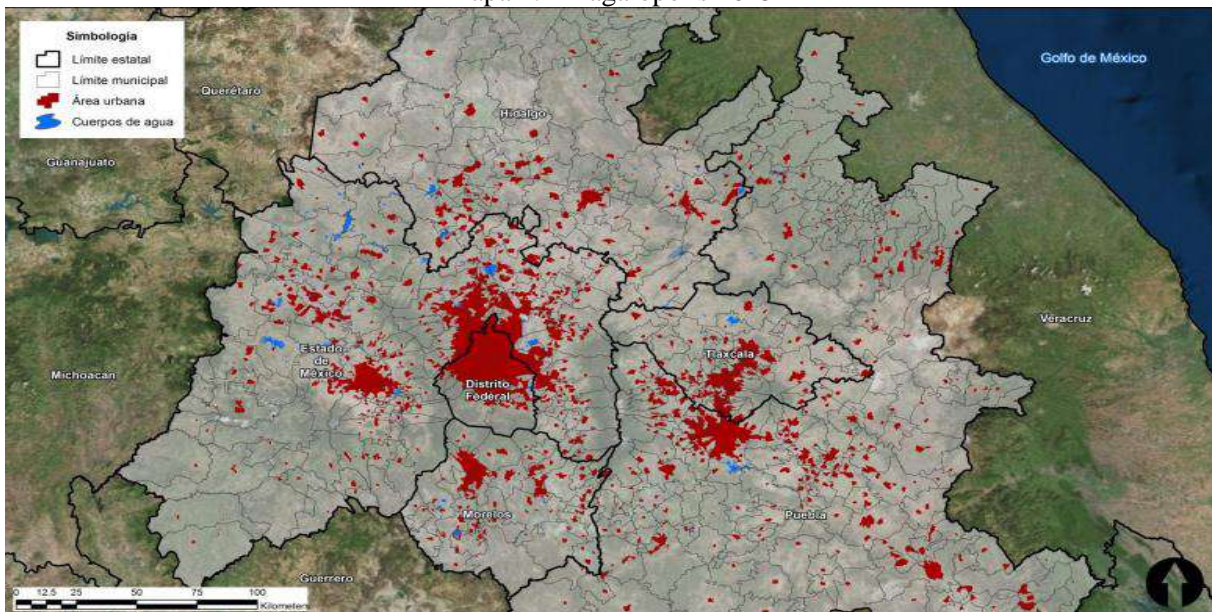 Simbología
Límite estatal
Límite municipal
Área urbana
Cuerpos de agua
Golfo de México
Querétaro
Hidalgo
Guanajuato
Veracruz
Michoacán
Estado
de
México
Tlaxcala
Distrito
Federal
Morelos
Puebla
Guerrero
0 12.5 25 50 75 100
Kilometers